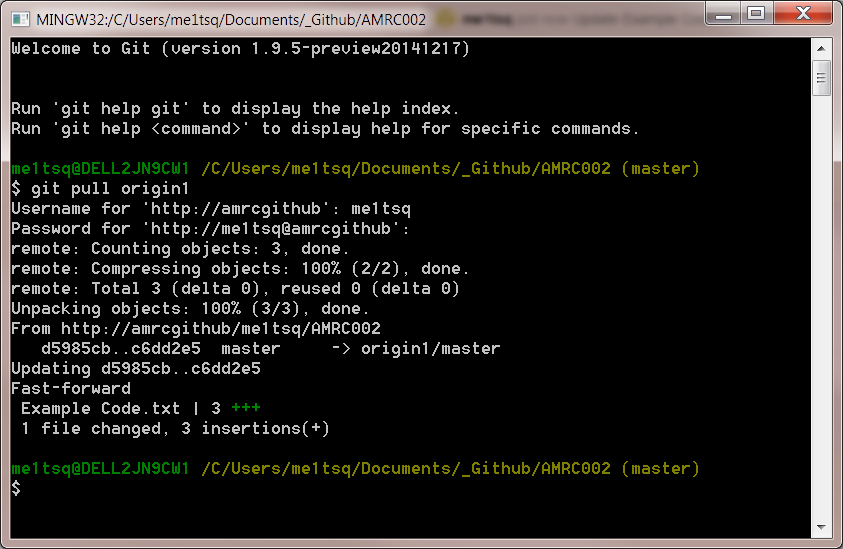 MINGW32:/C/Users/me1tsq/Documents/_Github/AMRC002
Welcome to Git (version 1.9.5-preview20141217)
Run 'git help git' to display the help index.
Run 'git help <command>' to display help for specific commands.
me1tsq@DELL2JN9CW1 /C/Users/me1tsq/Documents/_Github/AMRC002 (master)
$ git pull origin1
Username for 'http://amrcgithub': me1tsq
Password for 'http://me1tsq@amrcgithub':
remote: Counting objects: 3, done.
remote: Compressing objects: 100% (2/2), done.
remote: Total 3 (delta 0), reused 0 (delta 0)
Unpacking objects: 100% (3/3), done.
From http://amrcgithub/me1tsq/AMRC002
   d5985cb..c6dd2e5  master     -> origin1/master
Updating d5985cb..c6dd2e5
Fast-forward
 Example Code.txt | 3 +++
 1 file changed, 3 insertions(+)
me1tsq@DELL2JN9CW1 /C/Users/me1tsq/Documents/_Github/AMRC002 (master)
$